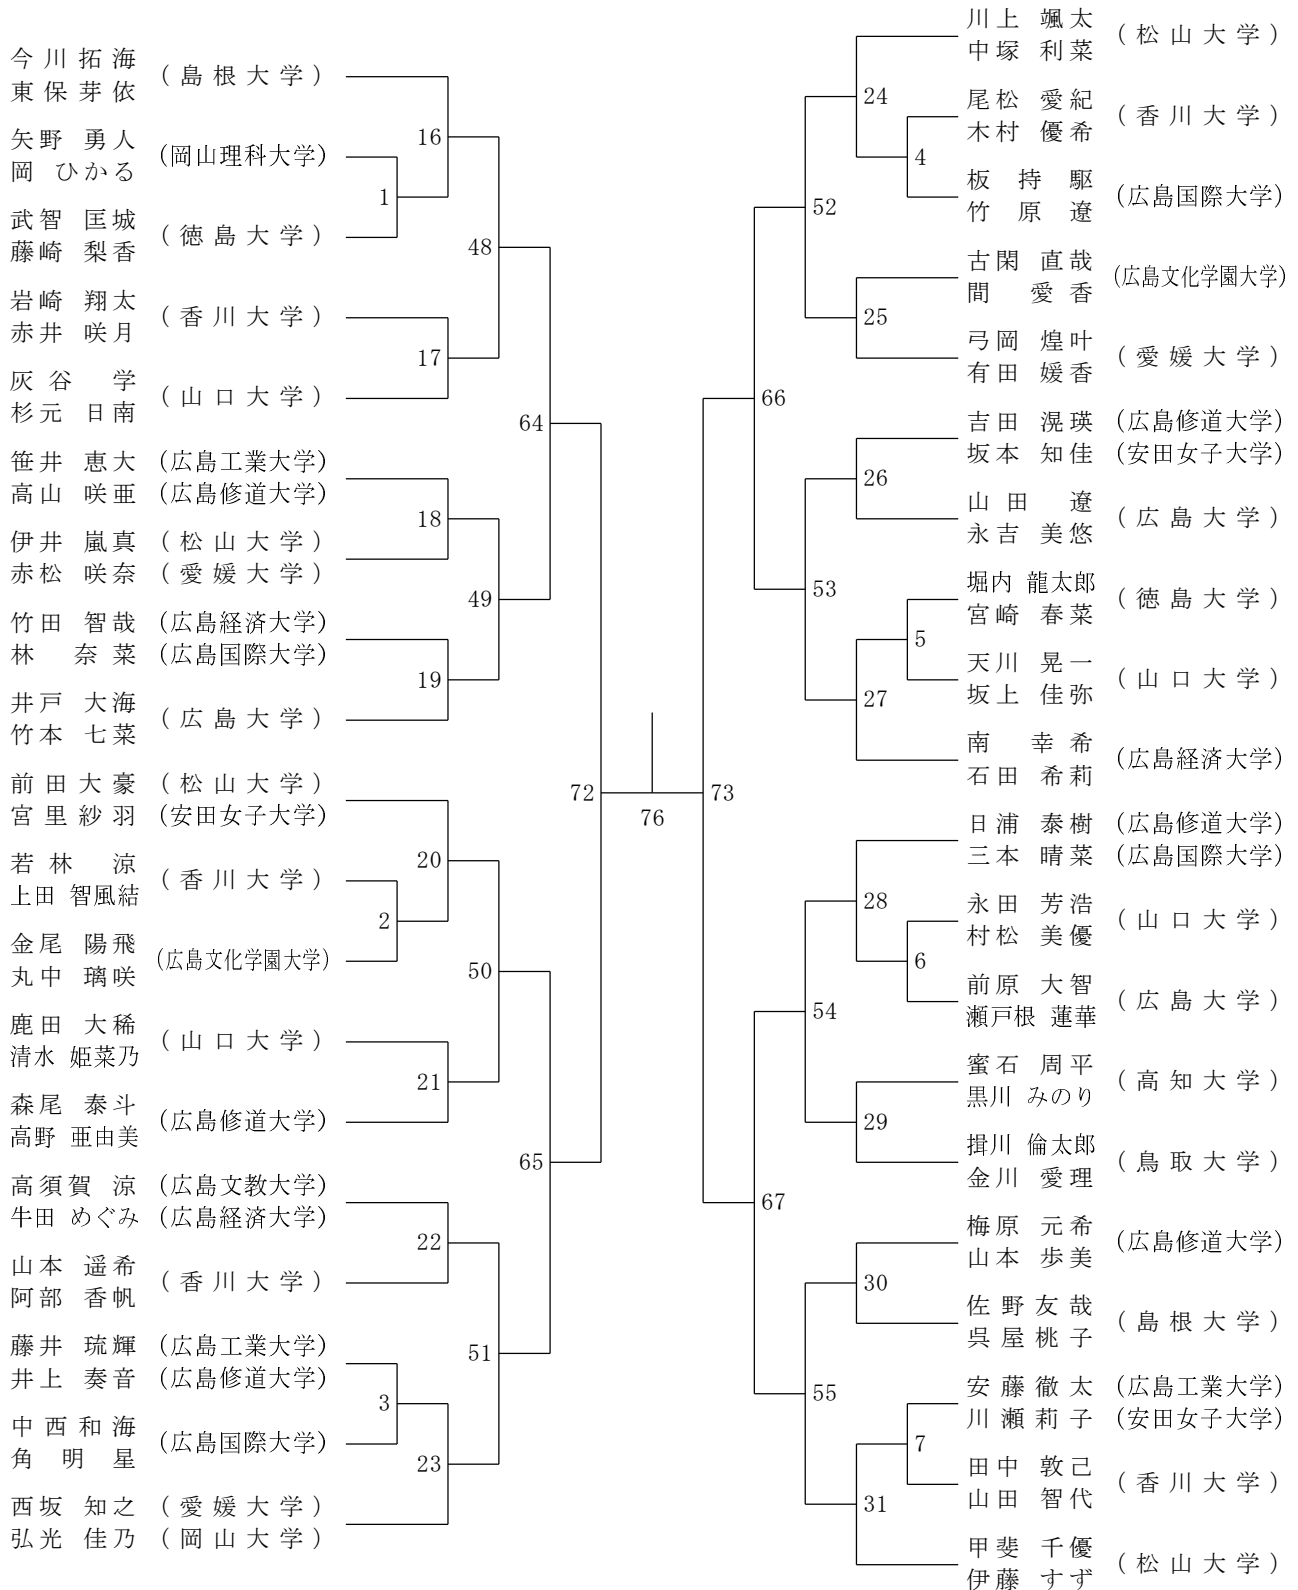 今川拓海 (島根大学)
東保芽依
16
矢野 勇人 (岡山理科大学)
岡 ひかる
1
武智 匡城 (徳島大学)
藤崎 梨香
48
岩崎 翔太 (香川大学)
赤井 咲月
17
灰谷 学 (山口大学)
杉元 日南
64
笹井 恵大 (広島工業大学)
高山 咲亜 (広島修道大学)
18
伊井 嵐真 (松山大学)
赤松 咲奈 (愛媛大学)
49
竹田 智哉 (広島経済大学)
林 奈菜 (広島国際大学)
19
井戸 大海 (広島大学)
竹本 七菜
72
前田大豪 (松山大学)
宮里紗羽 (安田女子大学)
20
若林 涼 (香川大学)
上田 智風結
2
金尾 陽飛 (広島文化学園大学)
丸中 璃咲
50
鹿田 大稀 (山口大学)
清水 姫菜乃
21
森尾 泰斗 (広島修道大学)
高野 亜由美
65
高須賀 涼 (広島文教大学)
牛田 めぐみ (広島経済大学)
22
山本 遥希 (香川大学)
阿部 香帆
51
藤井 琉輝 (広島工業大学)
井上 奏音 (広島修道大学)
3
中西和海 (広島国際大学)
角 明星
23
西坂 知之 (愛媛大学)
弘光 佳乃 (岡山大学)
76
川上 颯太 (松山大学)
中塚 利菜
24
尾松 愛紀 (香川大学)
木村 優希
4
板持 駆 (広島国際大学)
竹原 遼
52
古閑 直哉 (広島文化学園大学)
間 愛香
25
弓岡 煌叶 (愛媛大学)
有田 媛香
66
吉田 滉瑛 (広島修道大学)
坂本 知佳 (安田女子大学)
26
山田 遼 (広島大学)
永吉 美悠
53
堀内 龍太郎 (徳島大学)
宮崎 春菜
5
天川 晃一 (山口大学)
坂上 佳弥
27
南 幸希 (広島経済大学)
石田 希莉
73
日浦 泰樹 (広島修道大学)
三本 晴菜 (広島国際大学)
28
永田 芳浩 (山口大学)
村松 美優
6
前原 大智 (広島大学)
瀬戸根 蓮華
54
蜜石 周平 (高知大学)
黒川 みのり
29
揖川 倫太郎 (鳥取大学)
金川 愛理
67
梅原 元希 (広島修道大学)
山本 歩美
30
佐野友哉 (島根大学)
呉屋桃子
55
安藤徹太 (広島工業大学)
川瀬莉子 (安田女子大学)
7
田中 敦己 (香川大学)
山田 智代
31
甲斐 千優 (松山大学)
伊藤 すず